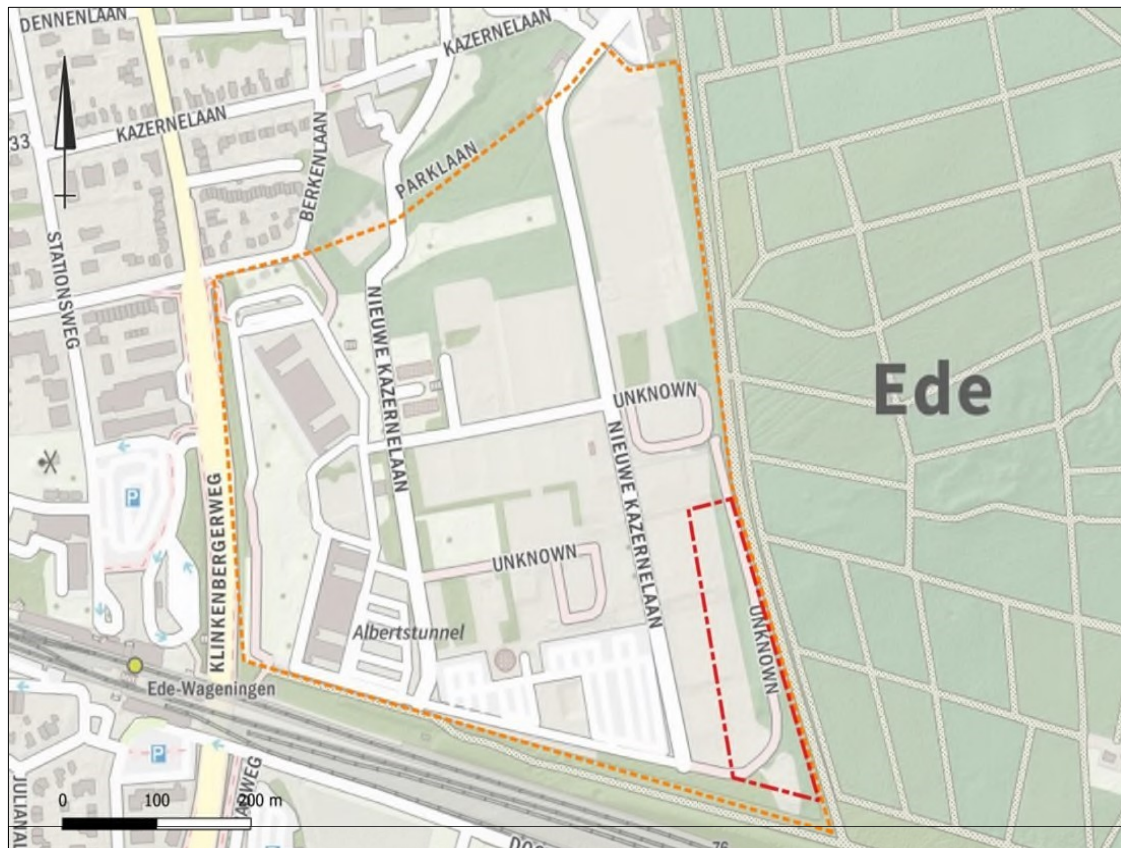 DENNENLAAN
KAZERNELAAN
KAZERNELAAN
33
BERKENLAAN
PARKLAAN
STATIONSWEG
NIEUWE KAZERNELAAN
UNKNOWN
Ede
NIEUWE KAZERNELAAN
KLINKENBERGERWEG
P
UNKNOWN
UNKNOWN
Albertstunnel
Ede-Wageningen
P
0 100 200 m
76